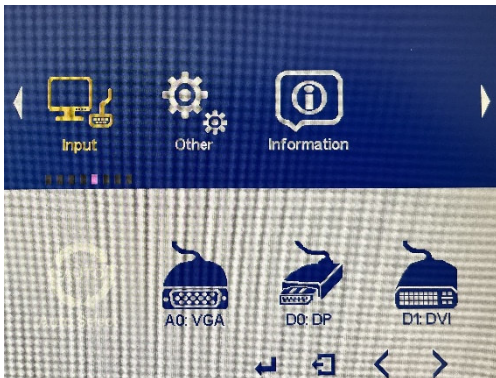 Input
Other
Information
A0: VGA
D0: DP
D1: DVI